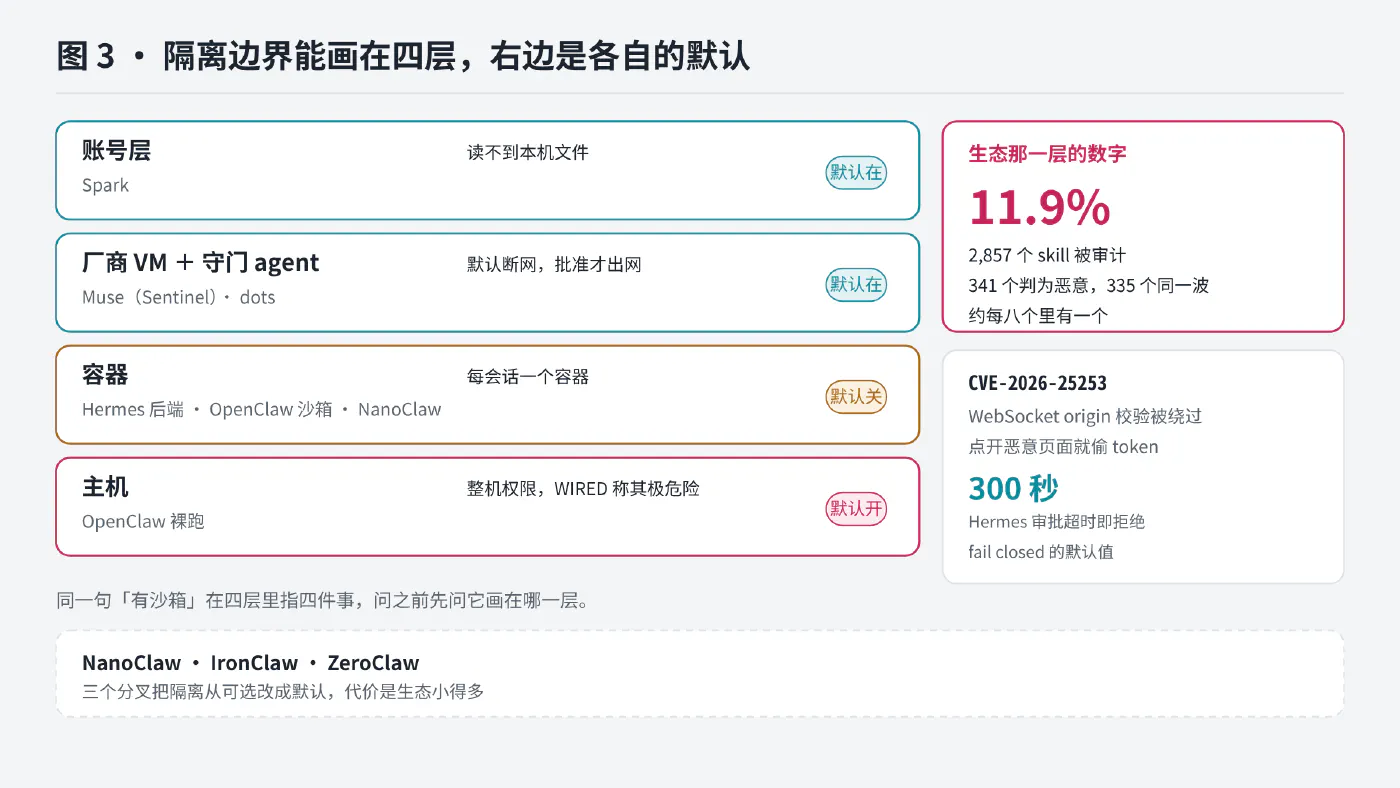 图 3 · 隔离边界能画在四层，右边是各自的默认
账号层
读不到本机文件
Spark
默认在
厂商 VM ＋ 守门 agent
默认断网，批准才出网
Muse（Sentinel）· dots
默认在
容器
每会话一个容器
Hermes 后端 · OpenClaw 沙箱 · NanoClaw
默认关
主机
整机权限，WIRED 称其极危险
OpenClaw 裸跑
默认开
生态那一层的数字
11.9%
2,857 个 skill 被审计
341 个判为恶意，335 个同一波
约每八个里有一个
CVE-2026-25253
WebSocket origin 校验被绕过
点开恶意页面就偷 token
300 秒
Hermes 审批超时即拒绝
fail closed 的默认值
同一句「有沙箱」在四层里指四件事，问之前先问它画在哪一层。
NanoClaw · IronClaw · ZeroClaw
三个分叉把隔离从可选改成默认，代价是生态小得多